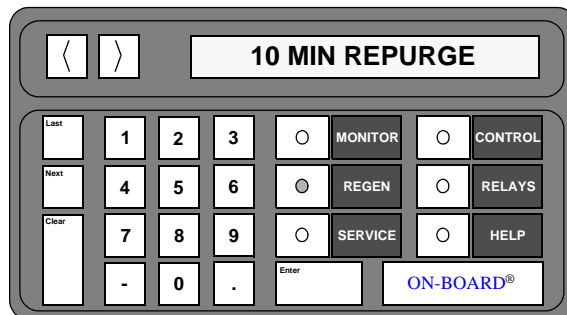 〈 〉 10 MIN REPURGE
Last 1 2 3 MONITOR CONTROL
Next 4 5 6 REGEN RELAYS
Clear 7 8 9 SERVICE HELP
- 0 . Enter ON-BOARD®